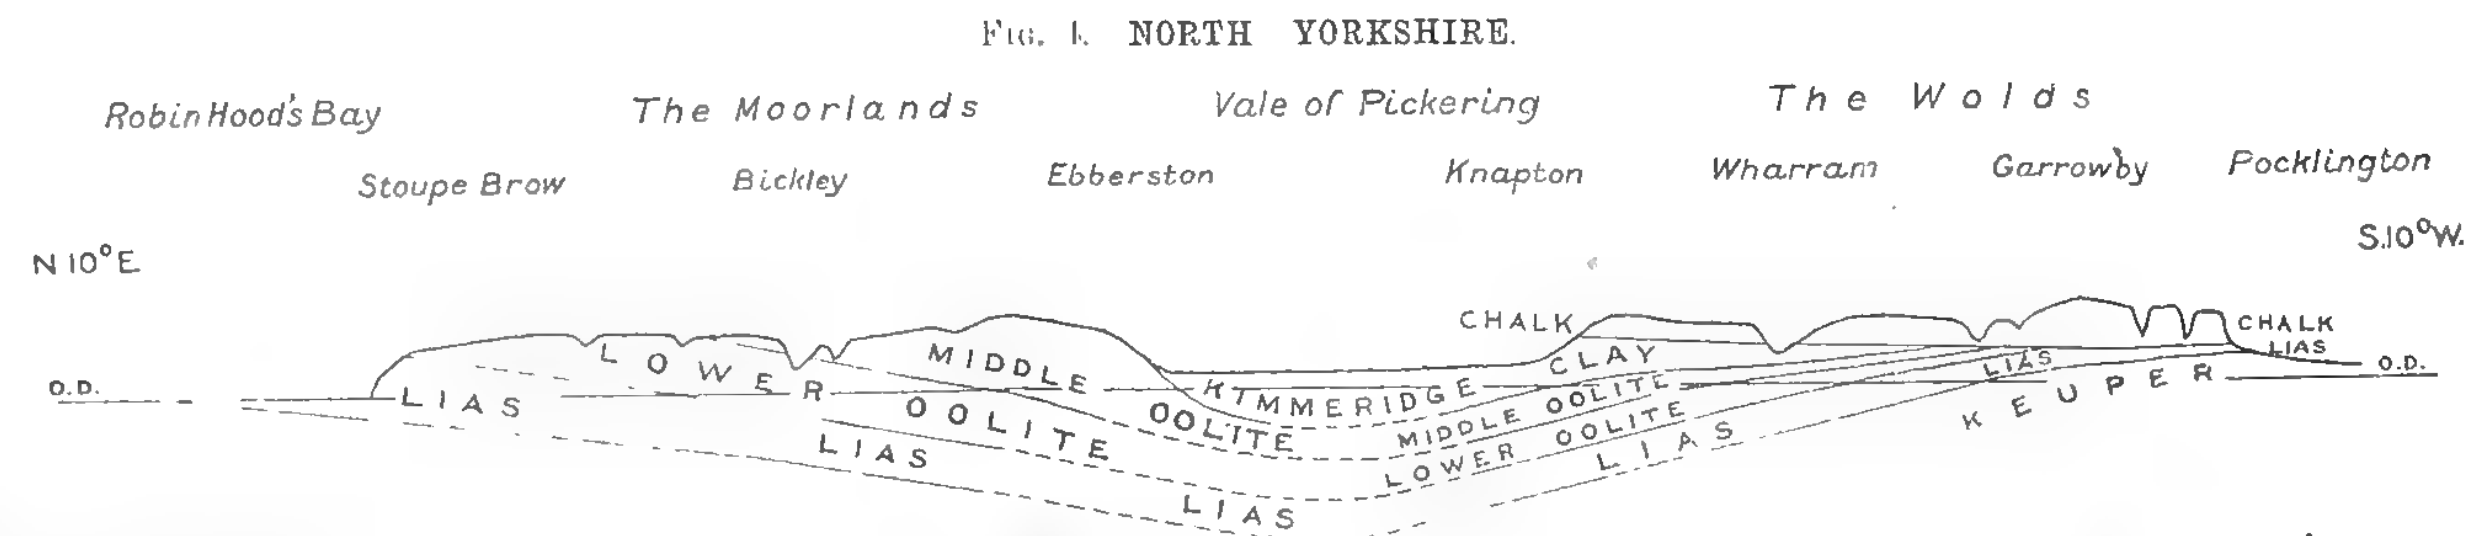 Fig. 1. NORTH YORKSHIRE.
Robin Hood's Bay The Moorlands Vale of Pickering The Wolds
Stoupe Brow Bickley Ebberston Knapton Wharram Garrowby Pocklington
N 10° E S.10° W.
CHALK CHALK
LOWER OOLITE
MIDDLE OOLITE
KIMMERIDGE CLAY
LIAS
LIAS
O.D. O.D.
LIAS
MIDDLE OOLITE
LOWER OOLITE
KEUPER
LIAS
LIAS
LIAS